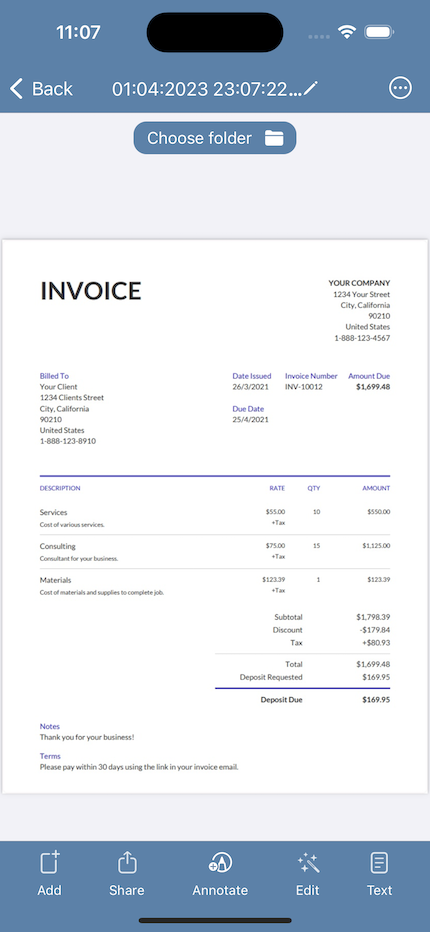 11:07
Back
01:04:2023 23:07:22...
Choose folder
INVOICE
YOUR COMPANY
1234 Your Street
City, California
90210
United States
1-888-123-4567
Billed To
Your Client
1234 Clients Street
City, California
90210
United States
1-888-123-8910
Date Issued
26/3/2021
Invoice Number
INV-10012
Amount Due
$1,699.48
Due Date
25/4/2021
DESCRIPTION RATE QTY AMOUNT
Services $55.00 10 $550.00
Cost of various services. +Tax
Consulting $75.00 15 $1,125.00
Consultant for your business. +Tax
Materials $123.39 1 $123.39
Cost of materials and supplies to complete job. +Tax
Subtotal $1,798.39
Discount -$179.84
Tax +$80.93
Total $1,699.48
Deposit Requested $169.95
Deposit Due $169.95
Notes
Thank you for your business!
Terms
Please pay within 30 days using the link in your invoice email.
Add Share Annotate Edit Text